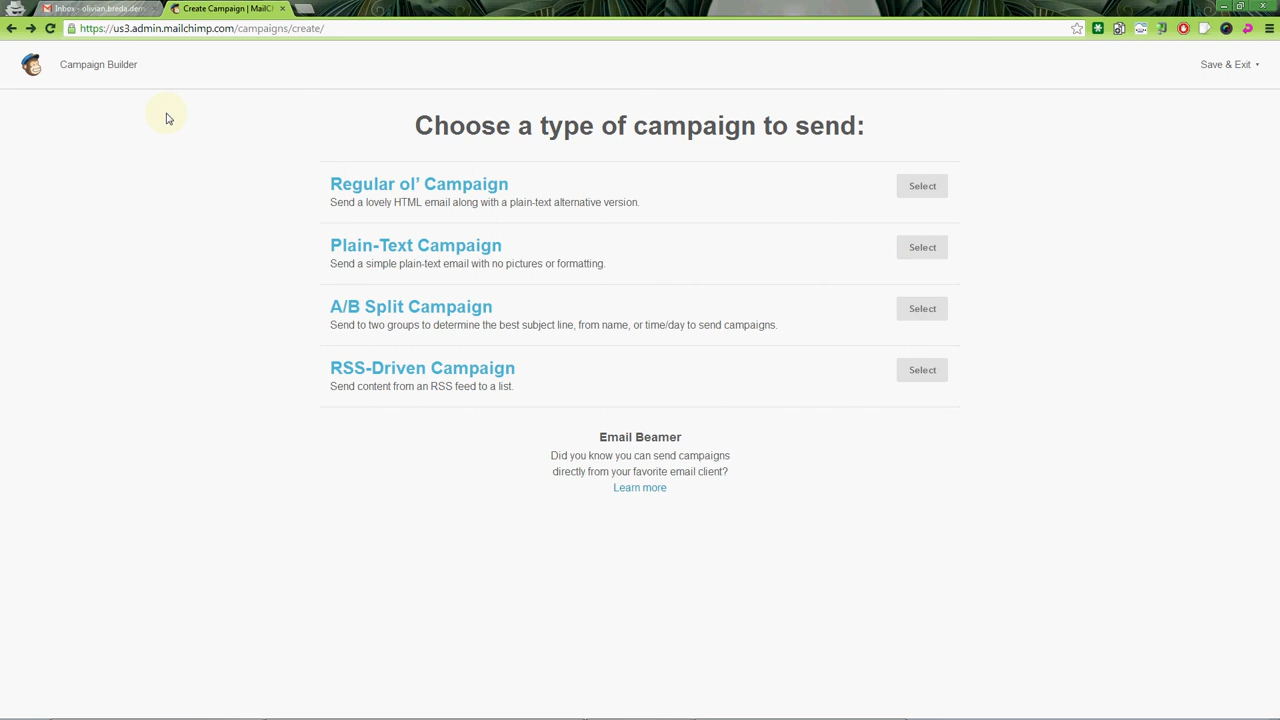 Inbox - olivian.breda.dem
Create Campaign | MailCl
https://us3.admin.mailchimp.com/campaigns/create/
Campaign Builder
Save & Exit
Choose a type of campaign to send:
Regular ol’ Campaign
Select
Send a lovely HTML email along with a plain-text alternative version.
Plain-Text Campaign
Select
Send a simple plain-text email with no pictures or formatting.
A/B Split Campaign
Select
Send to two groups to determine the best subject line, from name, or time/day to send campaigns.
RSS-Driven Campaign
Select
Send content from an RSS feed to a list.
Email Beamer
Did you know you can send campaigns
directly from your favorite email client?
Learn more